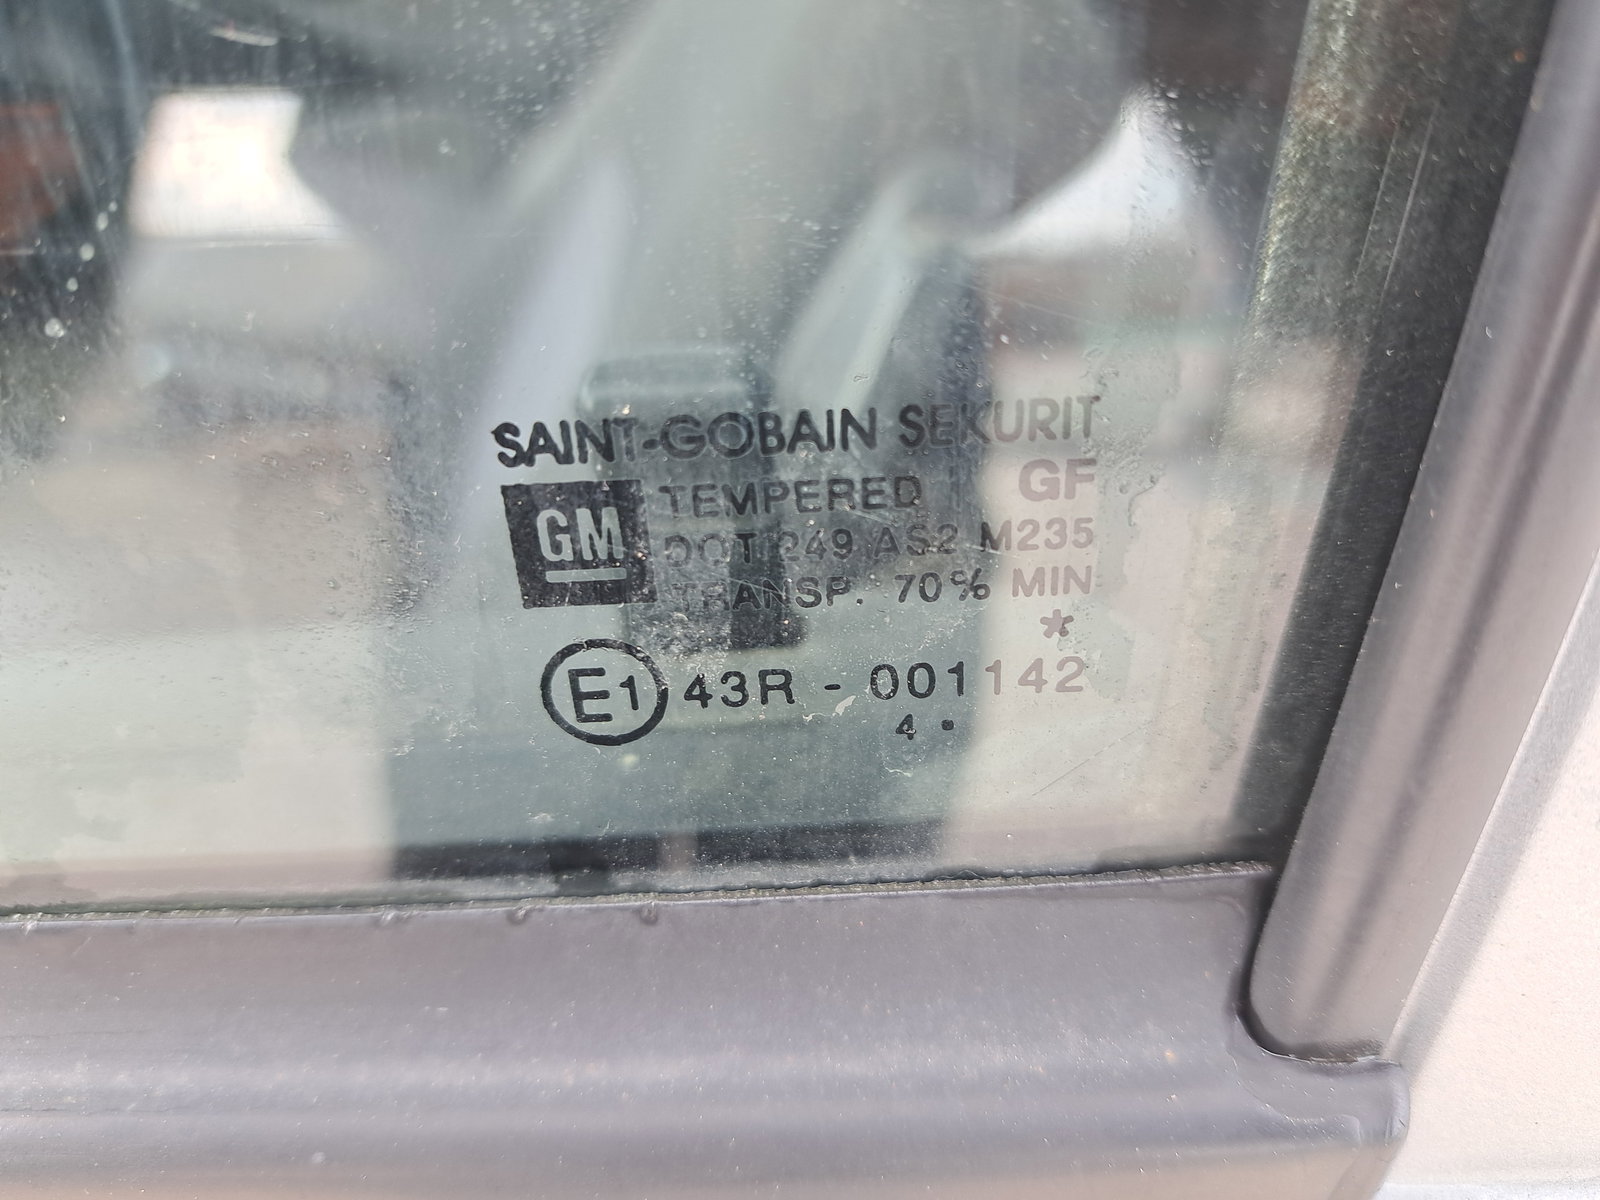 SAINT-GOBAIN SEKURIT
GM TEMPERED GF
DOT 249 AS2 M235
TRANSP. 70% MIN
*
E1 43R - 001142
4 •